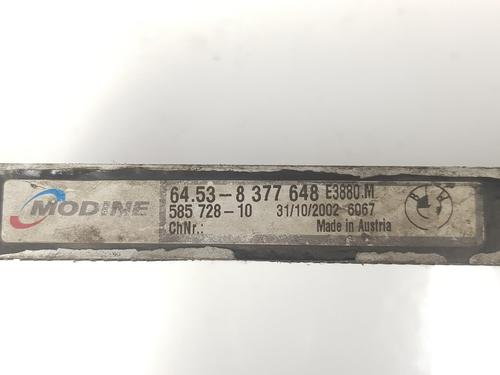 MODINE
64.53-8 377 648 E3880.M
585 728-10 31/10/2002 6067
ChNr.: Made in Austria